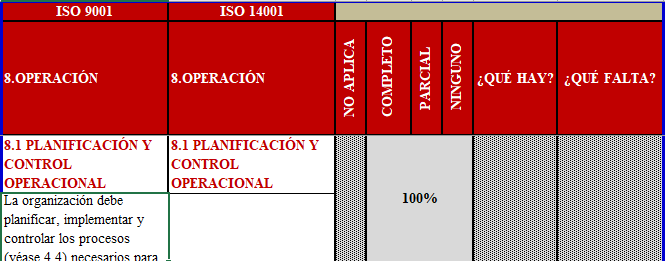 ISO 9001
ISO 14001
8.OPERACIÓN
8.OPERACIÓN
NO APLICA
COMPLETO
PARCIAL
NINGUNO
¿QUÉ HAY?
¿QUÉ FALTA?
8.1 PLANIFICACIÓN Y
CONTROL
OPERACIONAL
8.1 PLANIFICACIÓN Y
CONTROL
OPERACIONAL
100%
La organización debe
planificar, implementar y
controlar los procesos
(véase 4.4) necesarios para